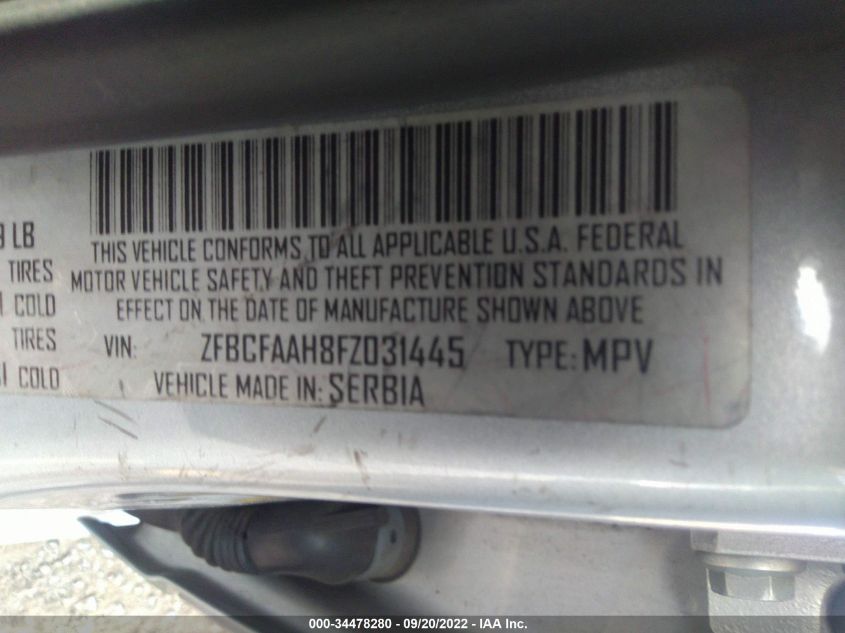 9 LB
TIRES
COLD
TIRES
SI COLD
THIS VEHICLE CONFORMS TO ALL APPLICABLE U.S.A. FEDERAL
MOTOR VEHICLE SAFETY AND THEFT PREVENTION STANDARDS IN
EFFECT ON THE DATE OF MANUFACTURE SHOWN ABOVE
VIN: ZFBCFAAH8FZ031445 TYPE: MPV
VEHICLE MADE IN: SERBIA
000-34478280 - 09/20/2022 - IAA Inc.